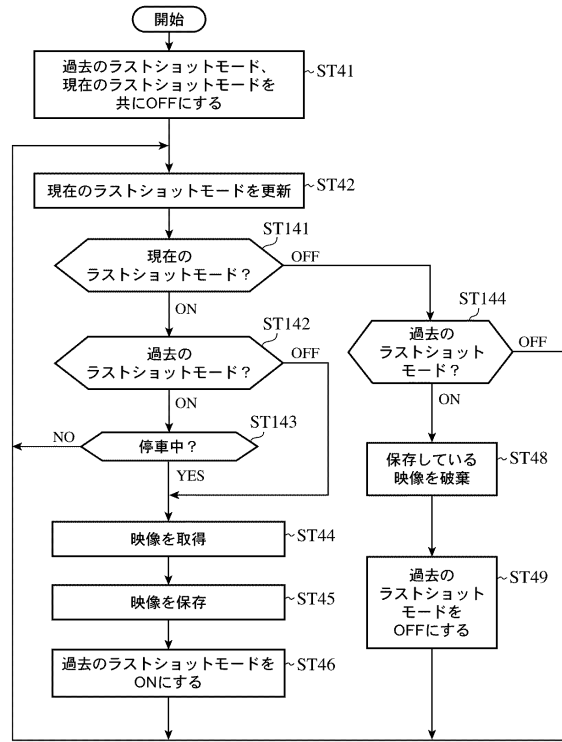 開始
過去のラストショットモード、
現在のラストショットモードを
共にOFFにする
ST41
現在のラストショットモードを更新
ST42
ST141
現在の
ラストショットモード?
OFF
ON
ST142
過去の
ラストショットモード?
OFF
ON
ST143
停車中?
NO
YES
映像を取得
ST44
映像を保存
ST45
過去のラストショットモードを
ONにする
ST46
ST144
過去の
ラストショット
モード?
OFF
ON
保存している
映像を破棄
ST48
過去の
ラストショット
モードを
OFFにする
ST49